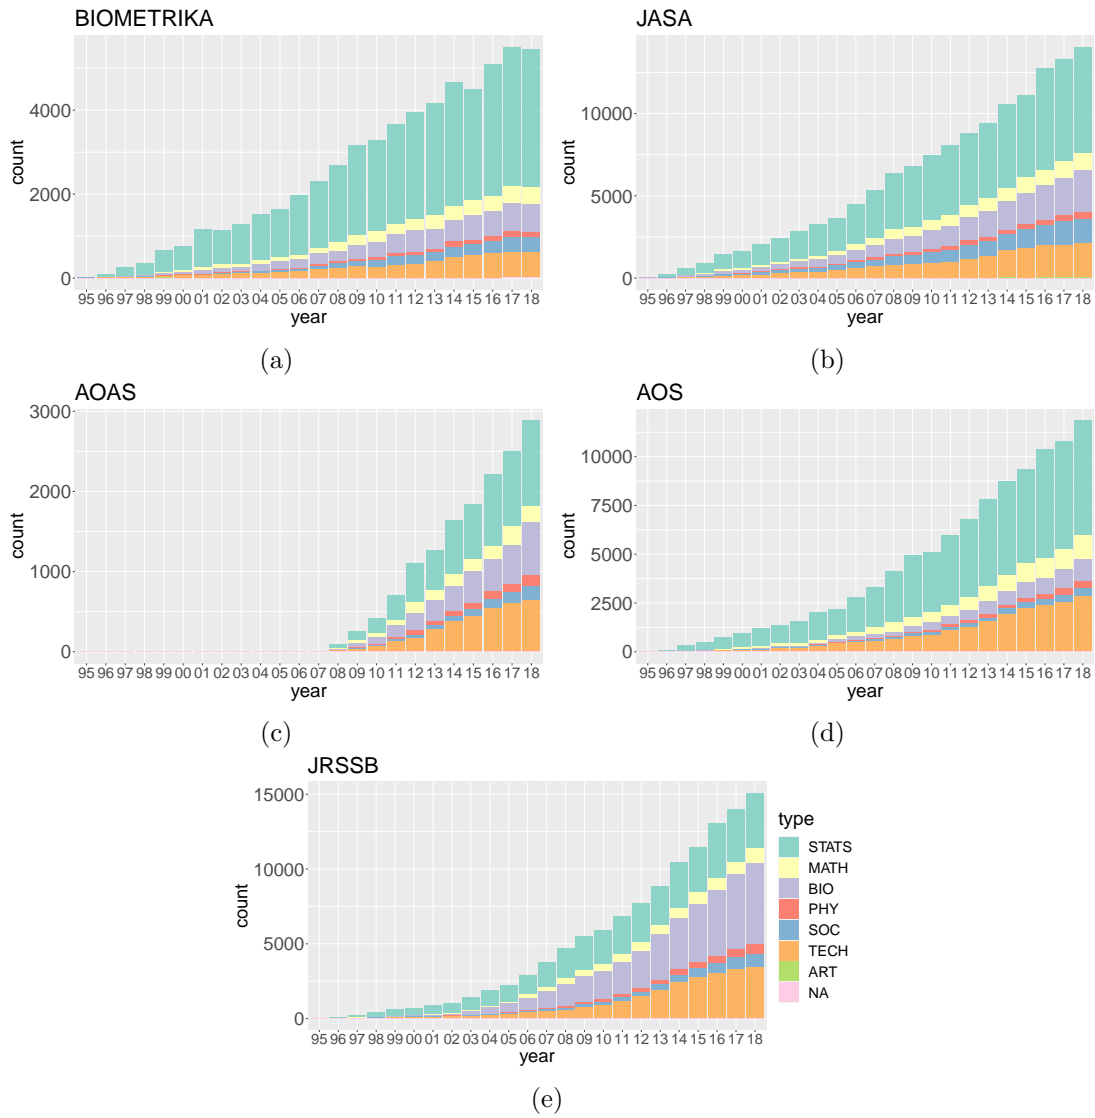 BIOMETRIKA
4000
2000
0
count
95 96 97 98 99 00 01 02 03 04 05 06 07 08 09 10 11 12 13 14 15 16 17 18
year
(a)
JASA
10000
5000
0
count
95 96 97 98 99 00 01 02 03 04 05 06 07 08 09 10 11 12 13 14 15 16 17 18
year
(b)
AOAS
3000
2000
1000
0
count
95 96 97 98 99 00 01 02 03 04 05 06 07 08 09 10 11 12 13 14 15 16 17 18
year
(c)
AOS
10000
7500
5000
2500
0
count
95 96 97 98 99 00 01 02 03 04 05 06 07 08 09 10 11 12 13 14 15 16 17 18
year
(d)
JRSSB
15000
10000
5000
0
count
95 96 97 98 99 00 01 02 03 04 05 06 07 08 09 10 11 12 13 14 15 16 17 18
year
type
STATS
MATH
BIO
PHY
SOC
TECH
ART
NA
(e)